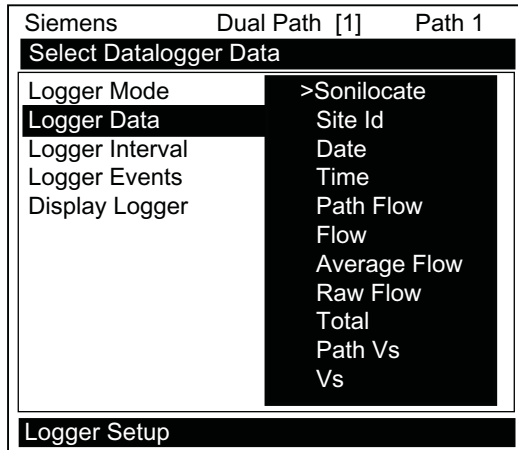 Siemens Dual Path [1] Path 1
Select Datalogger Data
Logger Mode
Logger Data
Logger Interval
Logger Events
Display Logger
>Sonilocate
Site Id
Date
Time
Path Flow
Flow
Average Flow
Raw Flow
Total
Path Vs
Vs
Logger Setup